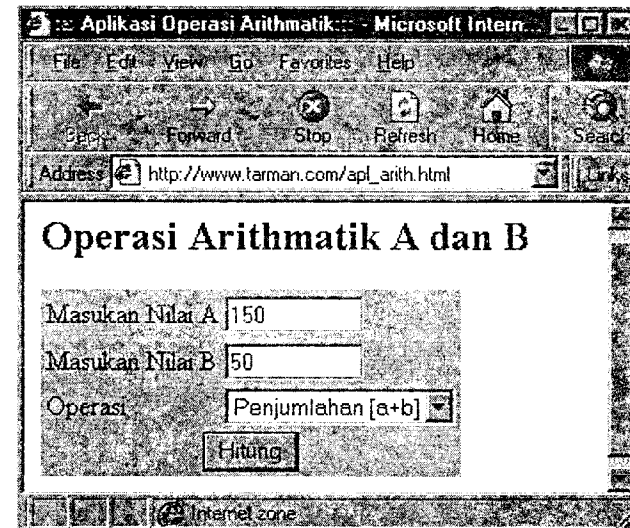 ::: Aplikasi Operasi Arithmatik::: - Microsoft Intern...
File Edit View Go Favorites Help
Back Forward Stop Refresh Home Search
Address http://www.tarman.com/apl_arith.html Links
Operasi Arithmatik A dan B
Masukan Nilai A 150
Masukan Nilai B 50
Operasi Penjumlahan [a+b]
Hitung
Internet zone